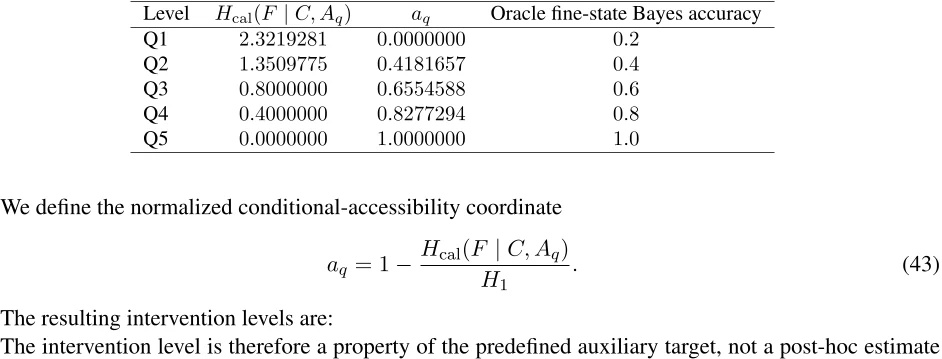 Level H_cal(F | C, A_q) a_q Oracle fine-state Bayes accuracy
Q1 2.3219281 0.0000000 0.2
Q2 1.3509775 0.4181657 0.4
Q3 0.8000000 0.6554588 0.6
Q4 0.4000000 0.8277294 0.8
Q5 0.0000000 1.0000000 1.0
We define the normalized conditional-accessibility coordinate
a_q = 1 − H_cal(F | C, A_q) / H_1 . (43)
The resulting intervention levels are:
The intervention level is therefore a property of the predefined auxiliary target, not a post-hoc estimate